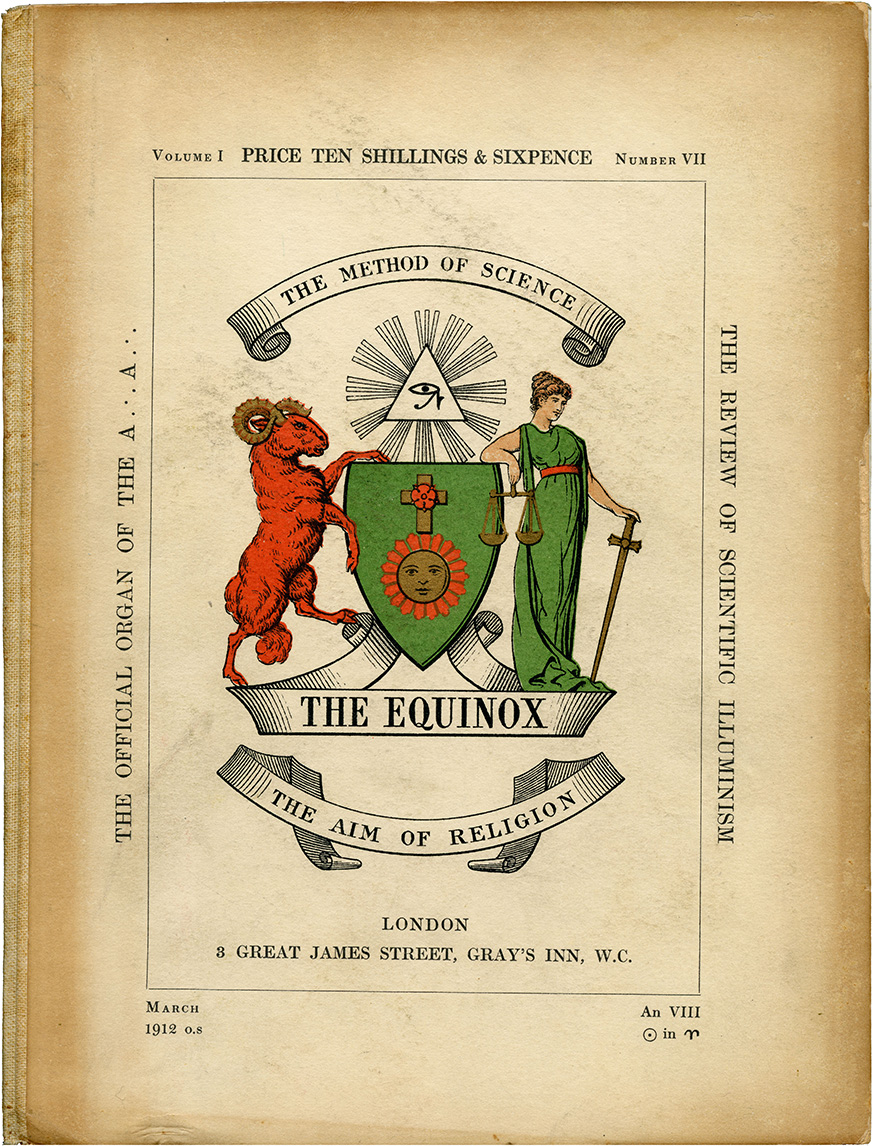 VOLUME I PRICE TEN SHILLINGS & SIXPENCE NUMBER VII
THE METHOD OF SCIENCE
THE OFFICIAL ORGAN OF THE A∴ A∴
THE REVIEW OF SCIENTIFIC ILLUMINISM
THE EQUINOX
THE AIM OF RELIGION
LONDON
3 GREAT JAMES STREET, GRAY'S INN, W.C.
MARCH
1912 O.S
An VIII
☉ in ♈